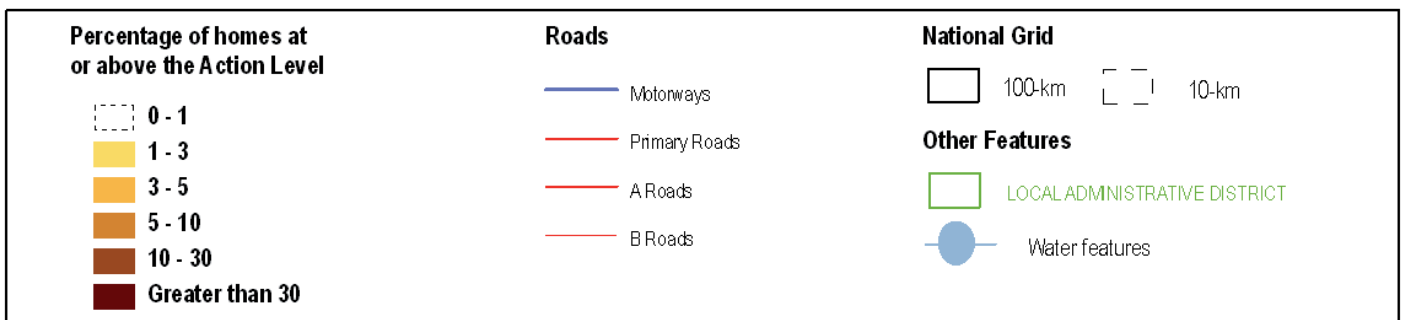 Percentage of homes at
or above the Action Level
0 - 1
1 - 3
3 - 5
5 - 10
10 - 30
Greater than 30
Roads
Motorways
Primary Roads
A Roads
B Roads
National Grid
100-km
10-km
Other Features
LOCAL ADMINISTRATIVE DISTRICT
Water features